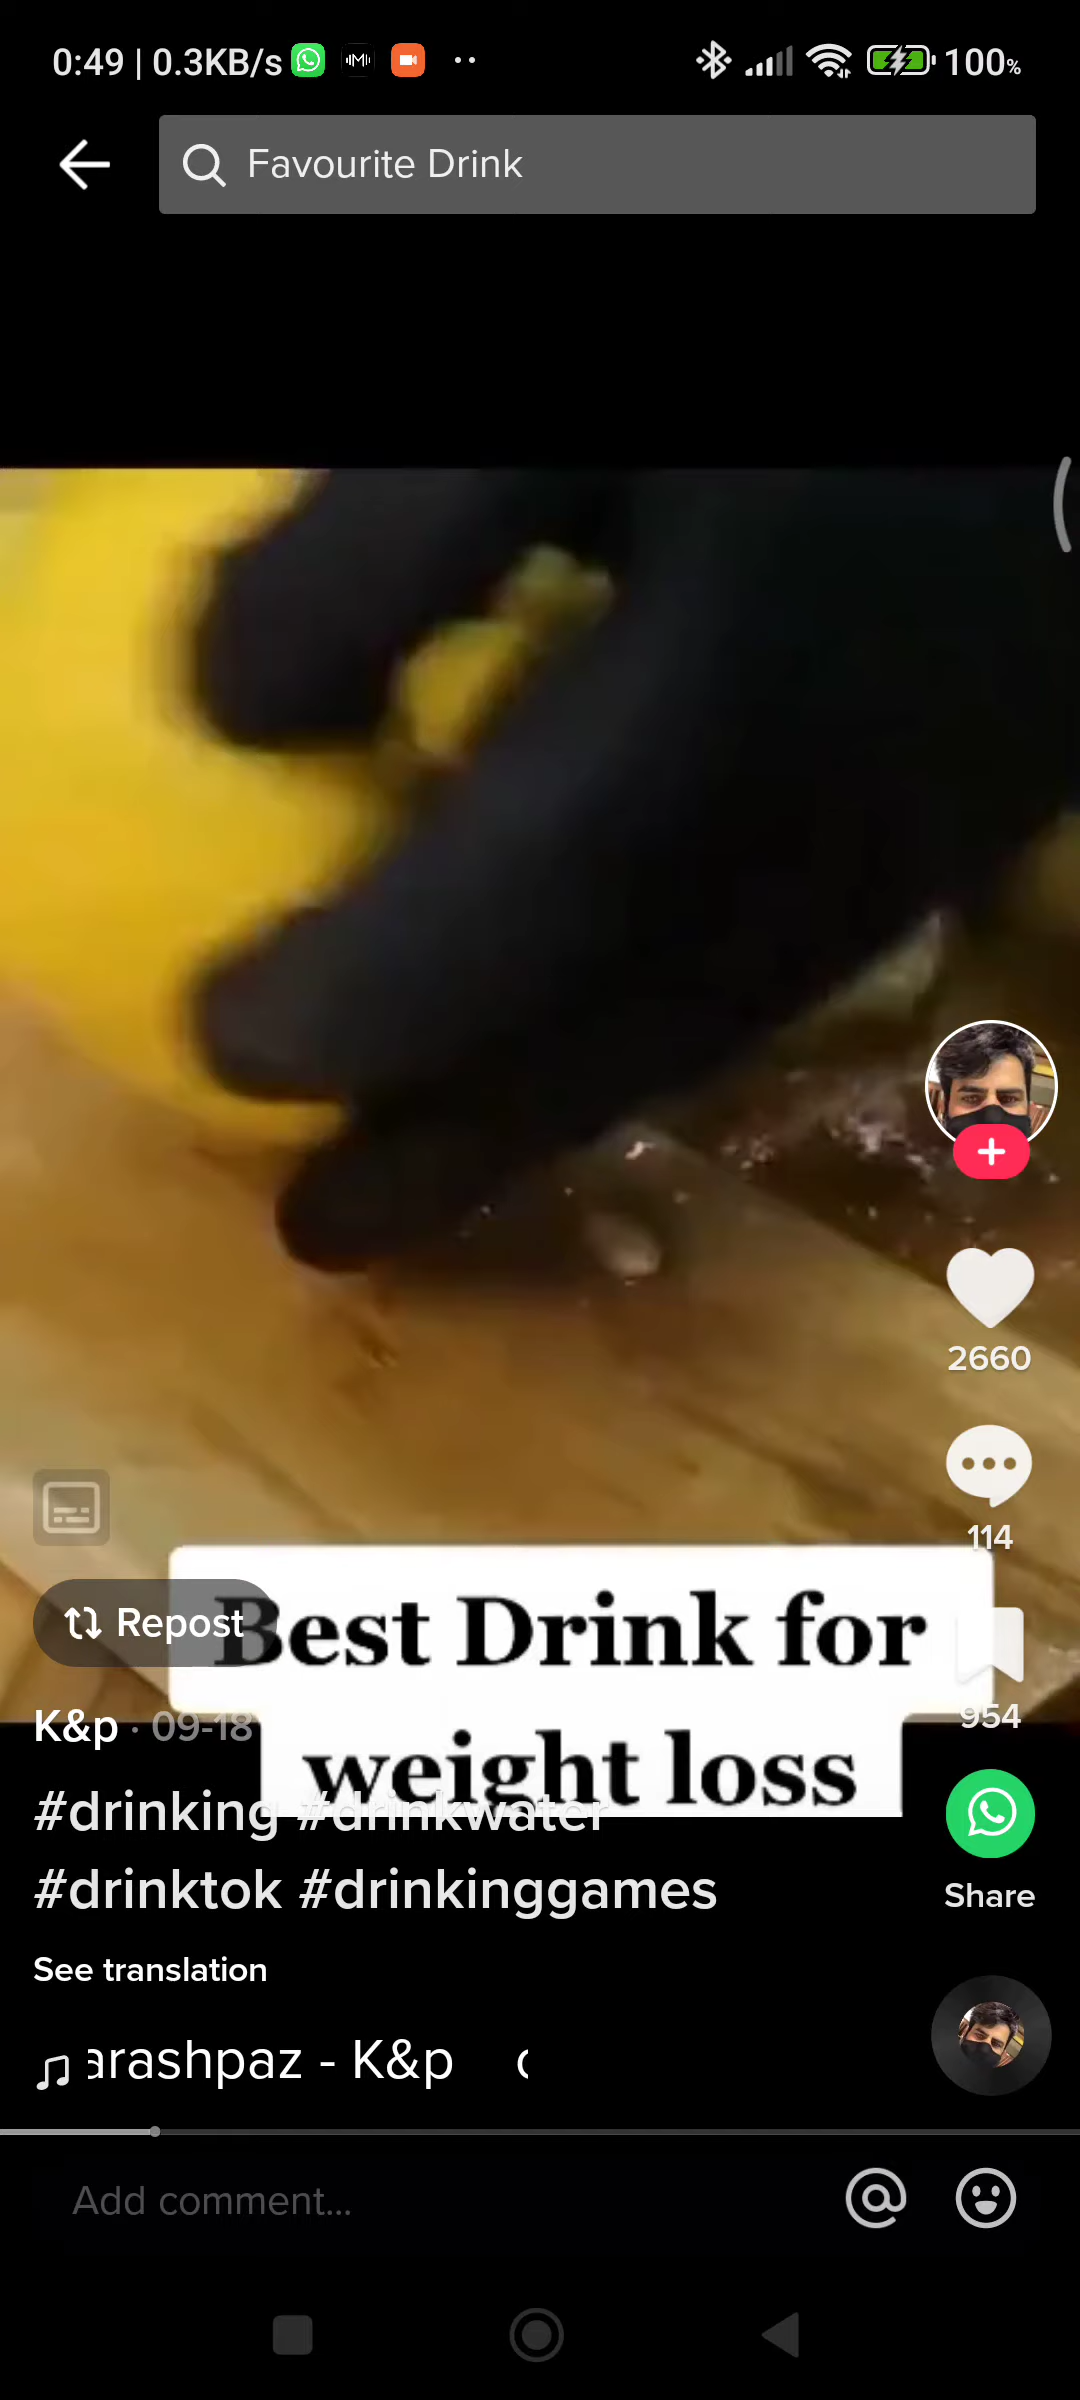 0:49 | 0.3KB/s
100%
Favourite Drink
2660
114
Best Drink for
Repost
954
K&p · 09-18
weight loss
#drinking #drinkwater
#drinktok #drinkinggames
Share
See translation
arashpaz - K&p
Add comment...